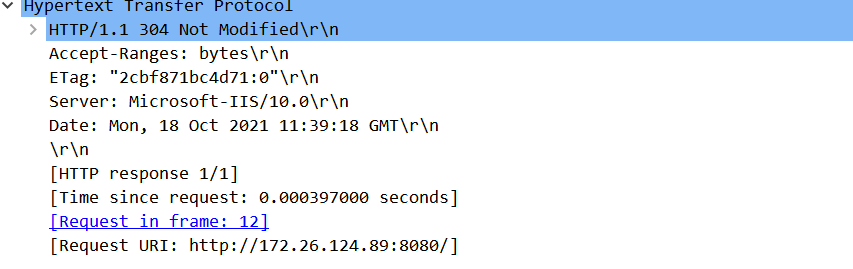 Hypertext Transfer Protocol
HTTP/1.1 304 Not Modified\r\n
Accept-Ranges: bytes\r\n
ETag: "2cbf871bc4d71:0"\r\n
Server: Microsoft-IIS/10.0\r\n
Date: Mon, 18 Oct 2021 11:39:18 GMT\r\n
\r\n
[HTTP response 1/1]
[Time since request: 0.000397000 seconds]
[Request in frame: 12]
[Request URI: http://172.26.124.89:8080/]